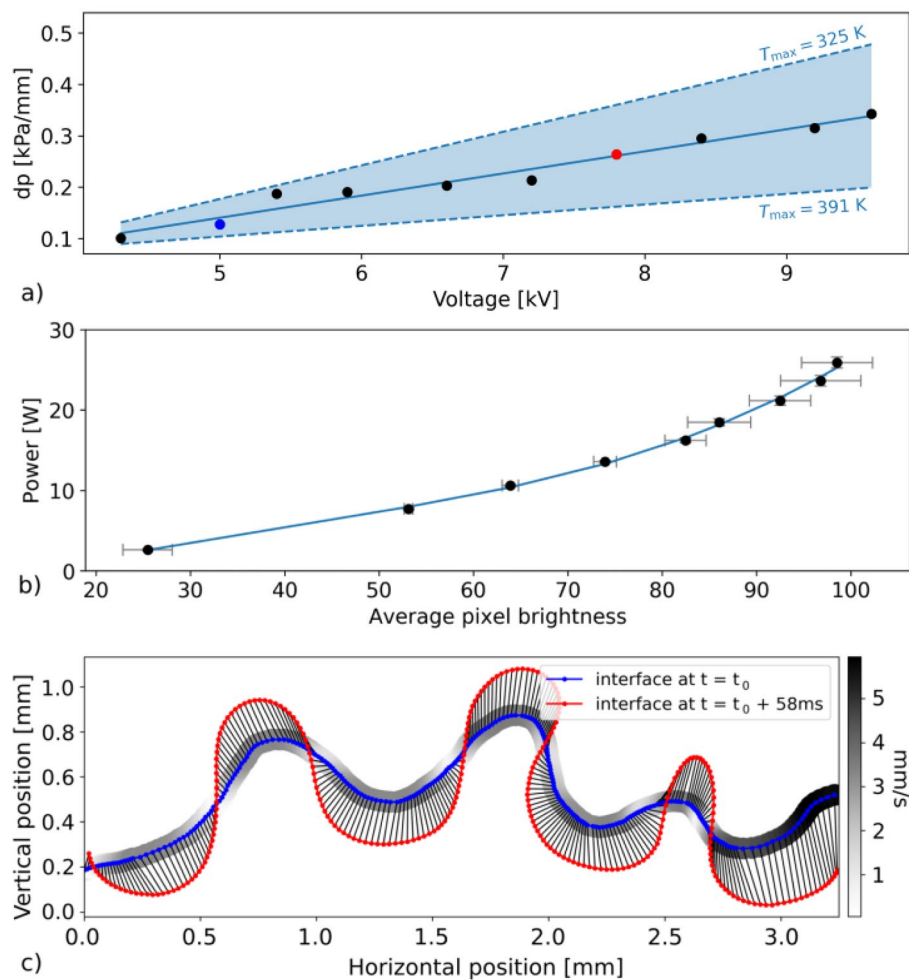 0.5
0.4
0.3
0.2
0.1
dp [kPa/mm]
T_max = 325 K
T_max = 391 K
5 6 7 8 9
Voltage [kV]
a)
30
20
10
0
Power [W]
20 30 40 50 60 70 80 90 100
Average pixel brightness
b)
1.0
0.8
0.6
0.4
0.2
0.0
Vertical position [mm]
interface at t = t₀
interface at t = t₀ + 58ms
5
4
3
2
1
mm/s
0.0 0.5 1.0 1.5 2.0 2.5 3.0
Horizontal position [mm]
c)